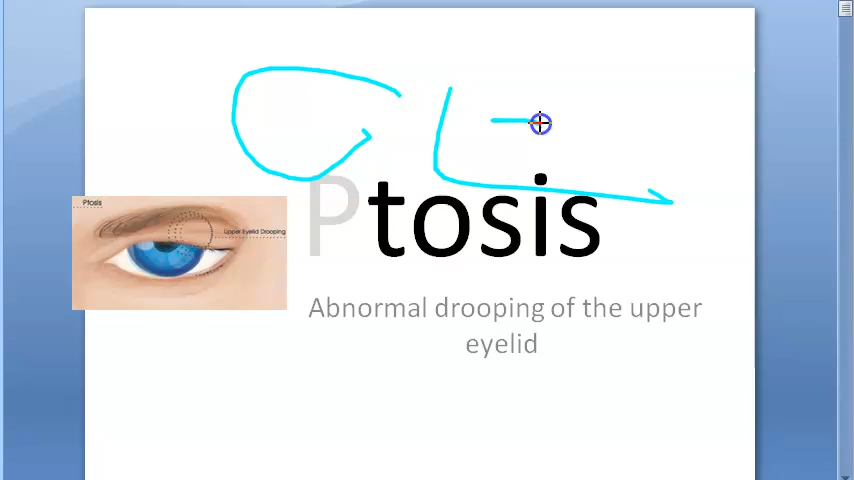 Ptosis
Ptosis
Upper Eyelid Drooping
Abnormal drooping of the upper
eyelid